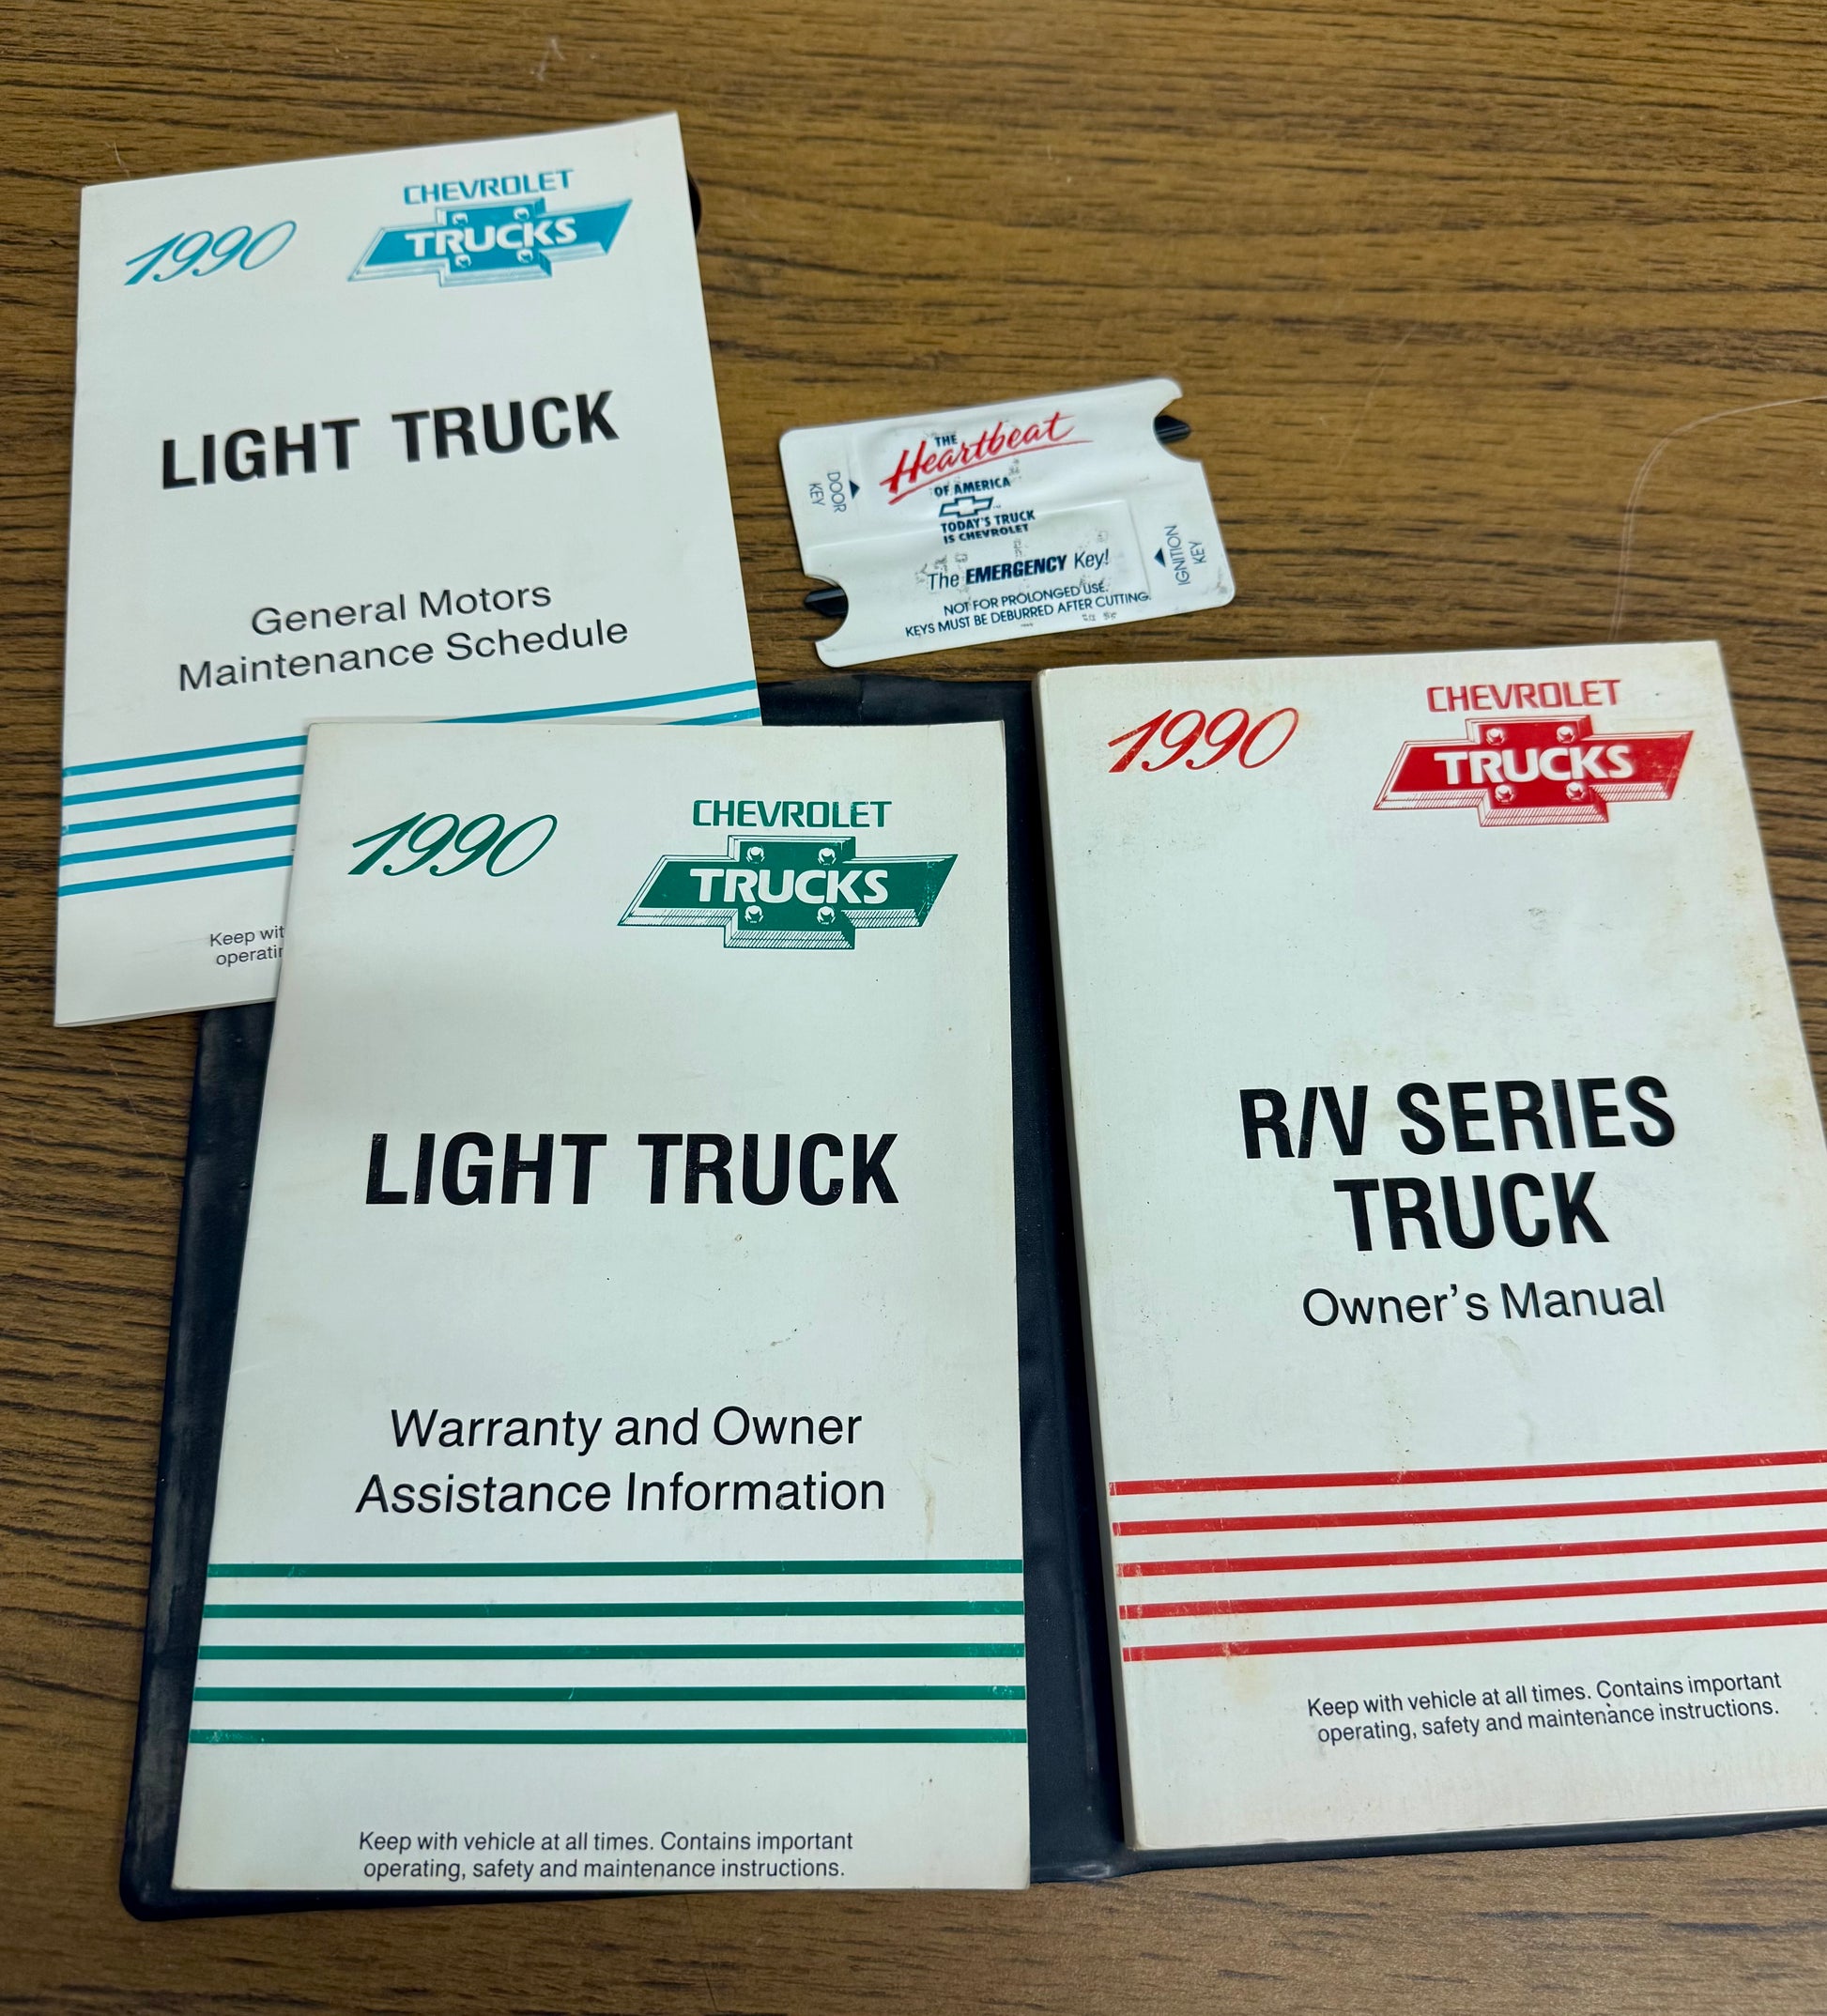 CHEVROLET
1990
TRUCKS
LIGHT TRUCK
General Motors
Maintenance Schedule
Keep
operati
THE
Heartbeat
OF AMERICA
TODAY'S TRUCK
IS CHEVROLET
The EMERGENCY Key!
NOT FOR PROLONGED USE.
KEYS MUST BE DEBURRED AFTER CUTTING.
DOOR
KEY
IGNITION
KEY
1990
CHEVROLET
TRUCKS
LIGHT TRUCK
Warranty and Owner
Assistance Information
Keep with vehicle at all times. Contains important
operating, safety and maintenance instructions.
CHEVROLET
1990
TRUCKS
R/V SERIES
TRUCK
Owner's Manual
Keep with vehicle at all times. Contains important
operating, safety and maintenance instructions.